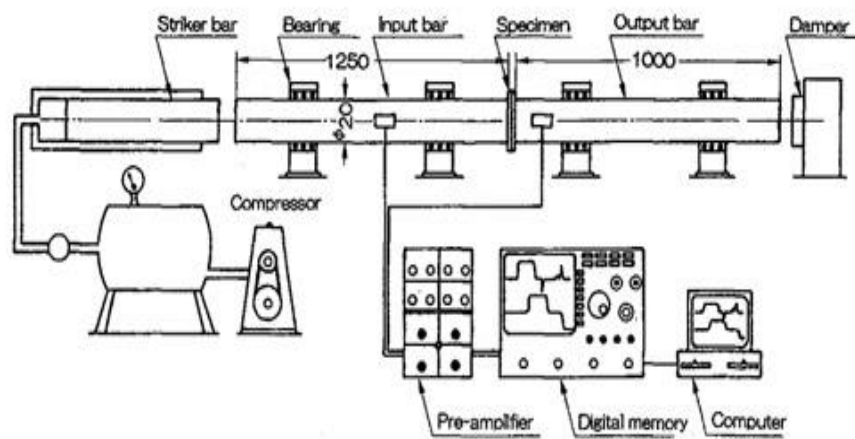 Striker bar
Bearing
Input bar
Specimen
Output bar
Damper
1250
1000
φ20
Compressor
Pre-amplifier
Digital memory
Computer